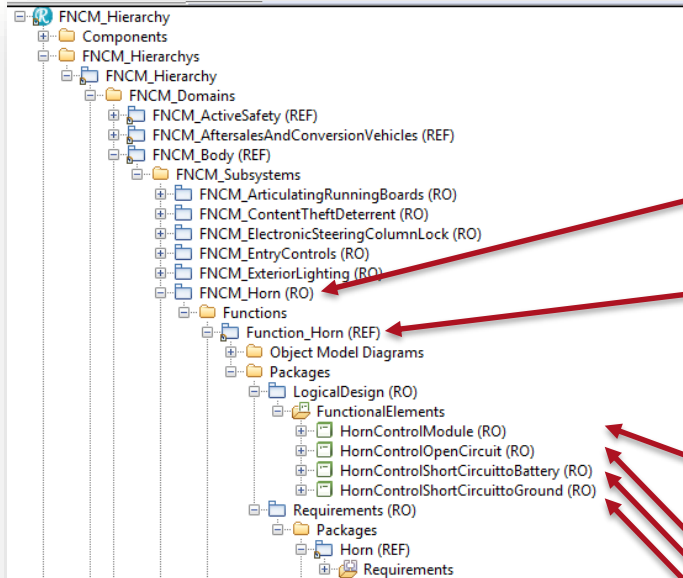 FNCM_Hierarchy
Components
FNCM_Hierarchys
FNCM_Hierarchy
FNCM_Domains
FNCM_ActiveSafety (REF)
FNCM_AftersalesAndConversionVehicles (REF)
FNCM_Body (REF)
FNCM_Subsystems
FNCM_ArticulatingRunningBoards (RO)
FNCM_ContentTheftDeterrent (RO)
FNCM_ElectronicSteeringColumnLock (RO)
FNCM_EntryControls (RO)
FNCM_ExteriorLighting (RO)
FNCM_Horn (RO)
Functions
Function_Horn (REF)
Object Model Diagrams
Packages
LogicalDesign (RO)
FunctionalElements
HornControlModule (RO)
HornControlOpenCircuit (RO)
HornControlShortCircuittoBattery (RO)
HornControlShortCircuittoGround (RO)
Requirements (RO)
Packages
Horn (REF)
Requirements